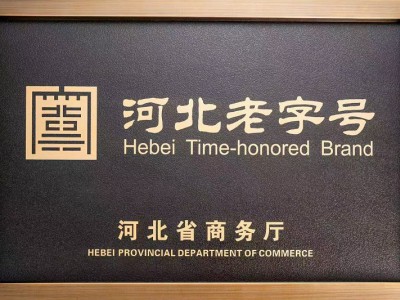 河北老字号
Hebei Time-honored Brand
河北省商务厅
HEBEI PROVINCIAL DEPARTMENT OF COMMERCE